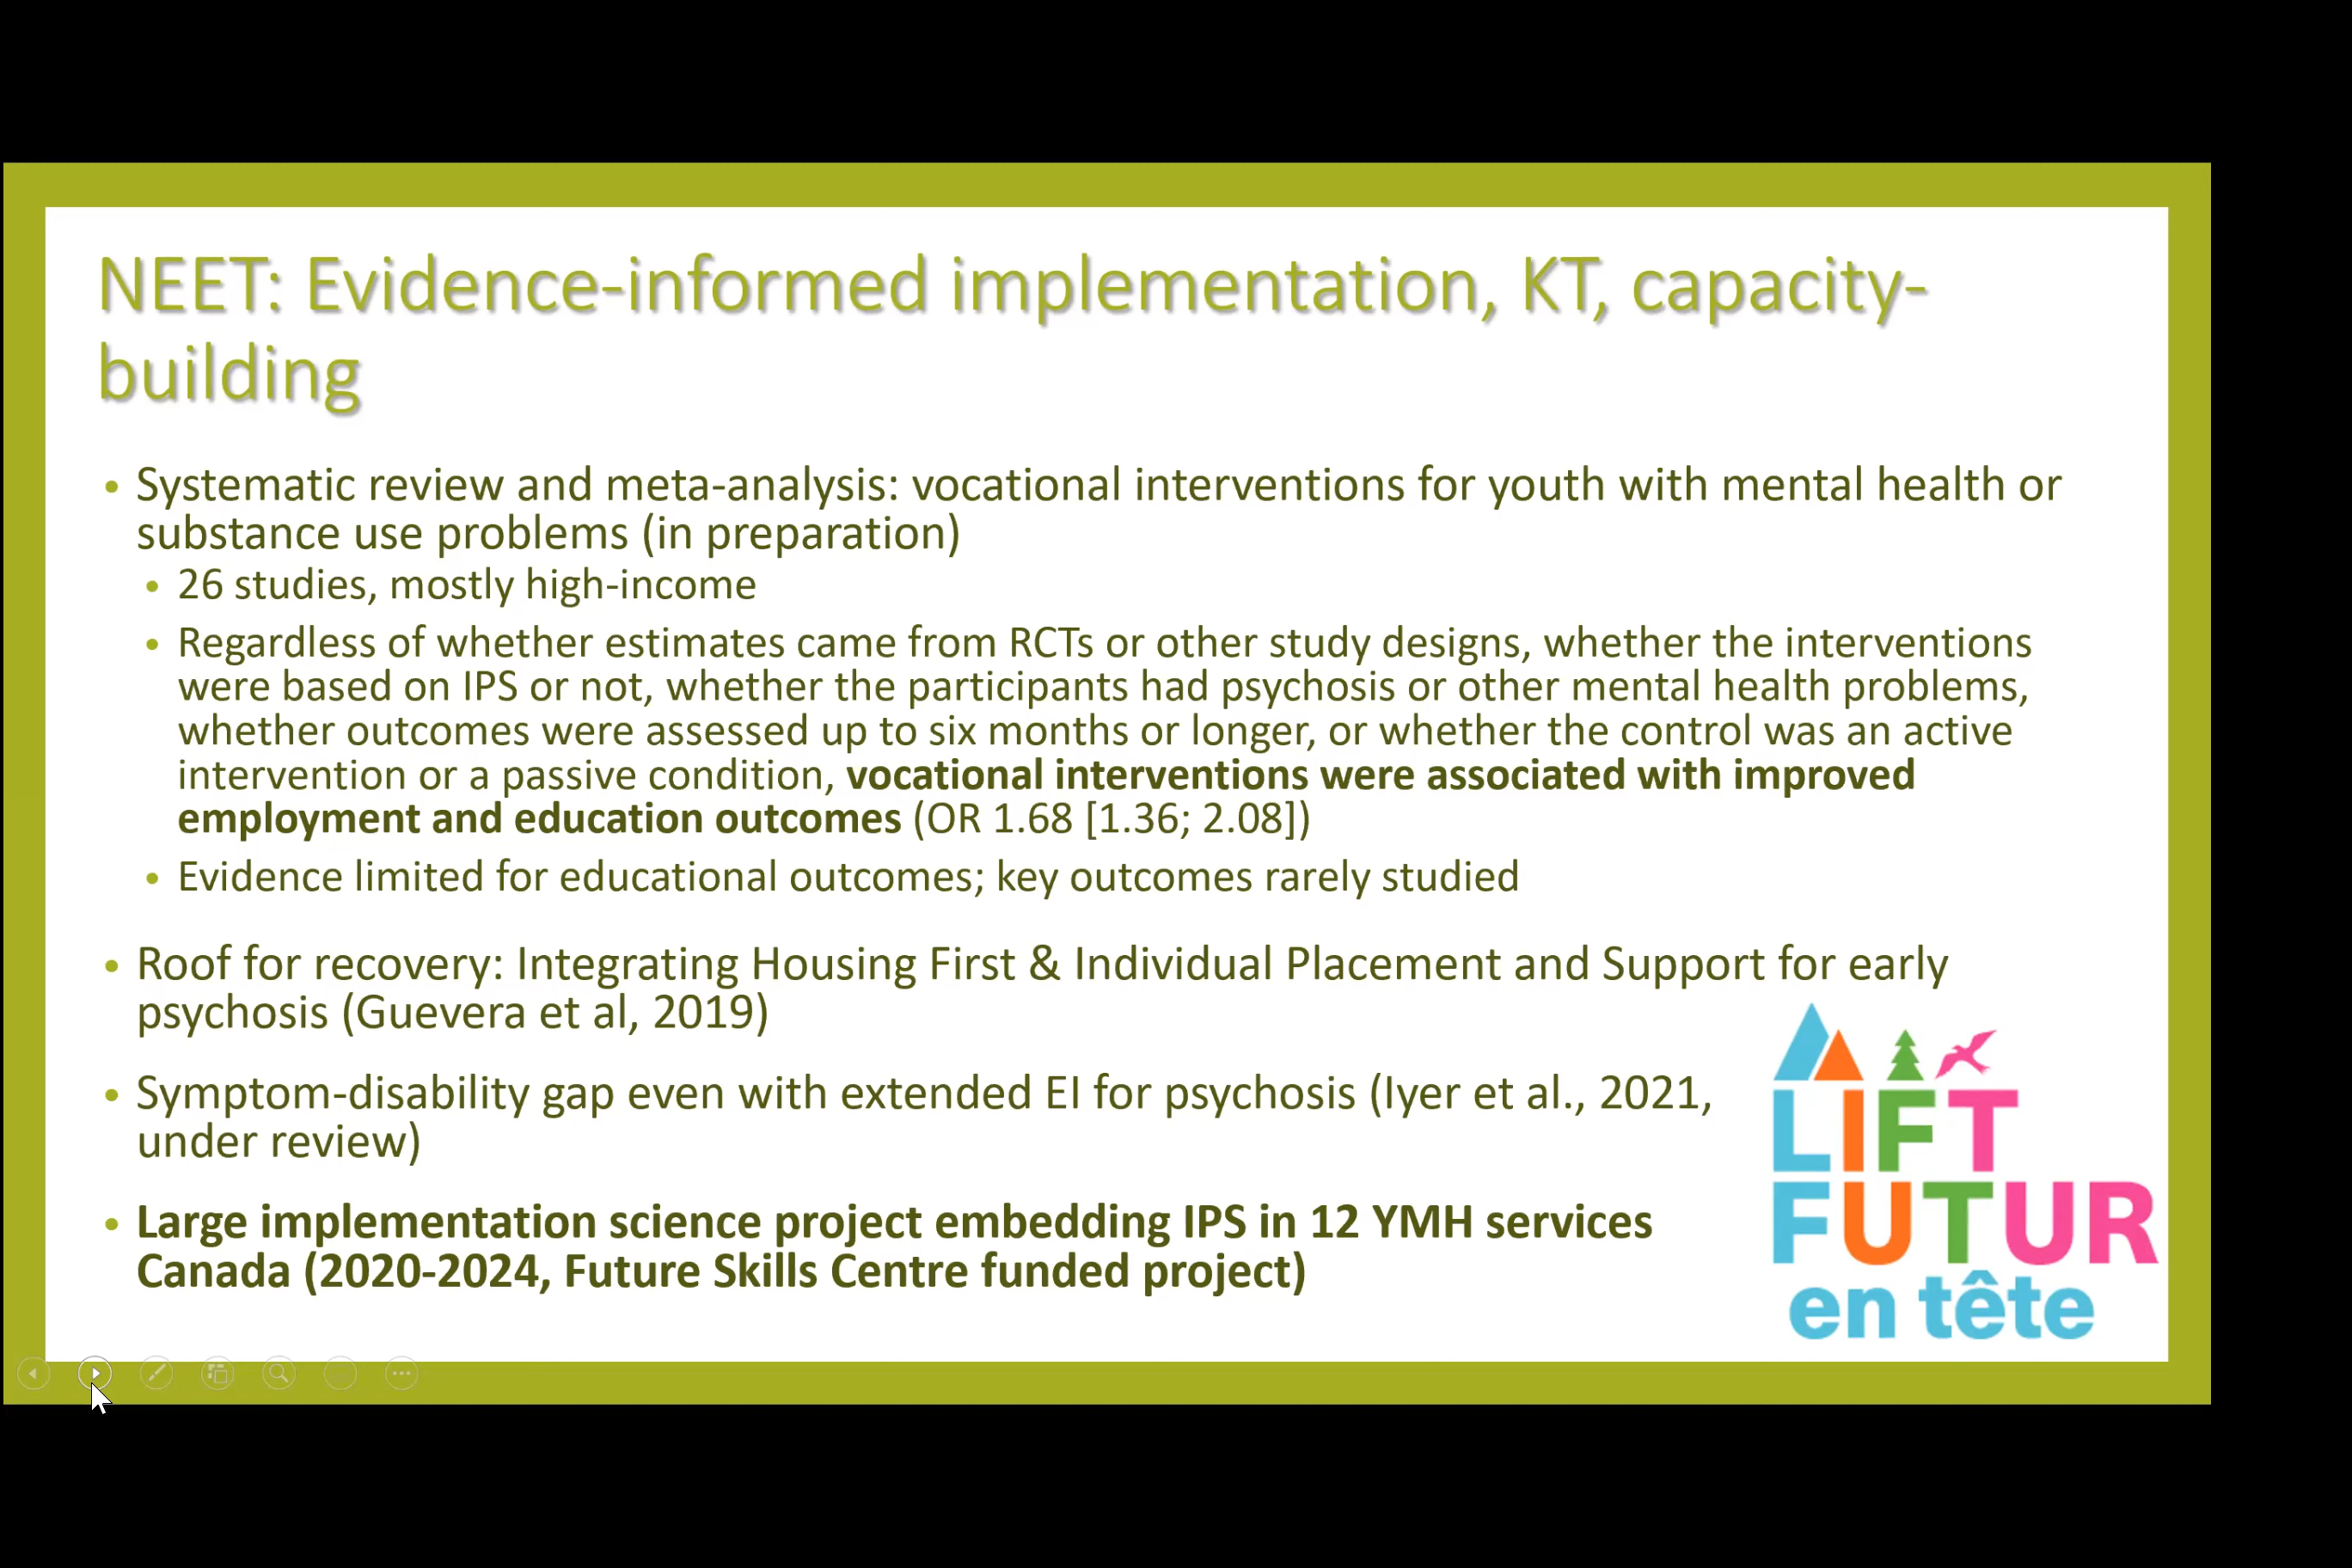 NEET: Evidence-informed implementation, KT, capacity-
building
• Systematic review and meta-analysis: vocational interventions for youth with mental health or
substance use problems (in preparation)
• 26 studies, mostly high-income
• Regardless of whether estimates came from RCTs or other study designs, whether the interventions
were based on IPS or not, whether the participants had psychosis or other mental health problems,
whether outcomes were assessed up to six months or longer, or whether the control was an active
intervention or a passive condition, vocational interventions were associated with improved
employment and education outcomes (OR 1.68 [1.36; 2.08])
• Evidence limited for educational outcomes; key outcomes rarely studied
• Roof for recovery: Integrating Housing First & Individual Placement and Support for early
psychosis (Guevera et al, 2019)
• Symptom-disability gap even with extended EI for psychosis (Iyer et al., 2021,
under review)
• Large implementation science project embedding IPS in 12 YMH services
Canada (2020-2024, Future Skills Centre funded project)
LIFT
FUTUR
en tête